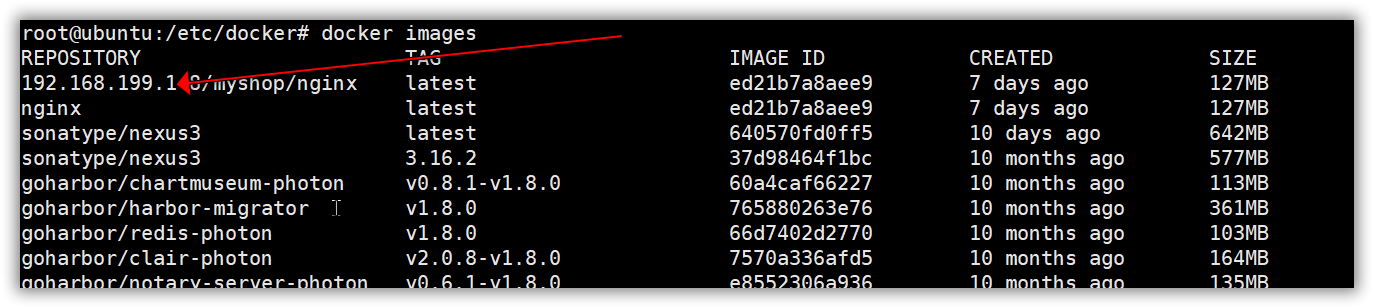 root@ubuntu:/etc/docker# docker images
REPOSITORY TAG IMAGE ID CREATED SIZE
192.168.199.1 8/myshop/nginx latest ed21b7a8aee9 7 days ago 127MB
nginx latest ed21b7a8aee9 7 days ago 127MB
sonatype/nexus3 latest 640570fd0ff5 10 days ago 642MB
sonatype/nexus3 3.16.2 37d98464f1bc 10 months ago 577MB
goharbor/chartmuseum-photon v0.8.1-v1.8.0 60a4caf66227 10 months ago 113MB
goharbor/harbor-migrator v1.8.0 765880263e76 10 months ago 361MB
goharbor/redis-photon v1.8.0 66d7402d2770 10 months ago 103MB
goharbor/clair-photon v2.0.8-v1.8.0 7570a336afd5 10 months ago 164MB
goharbor/notary-server-photon v0.6.1-v1.8.0 e8552306a936 10 months ago 135MB